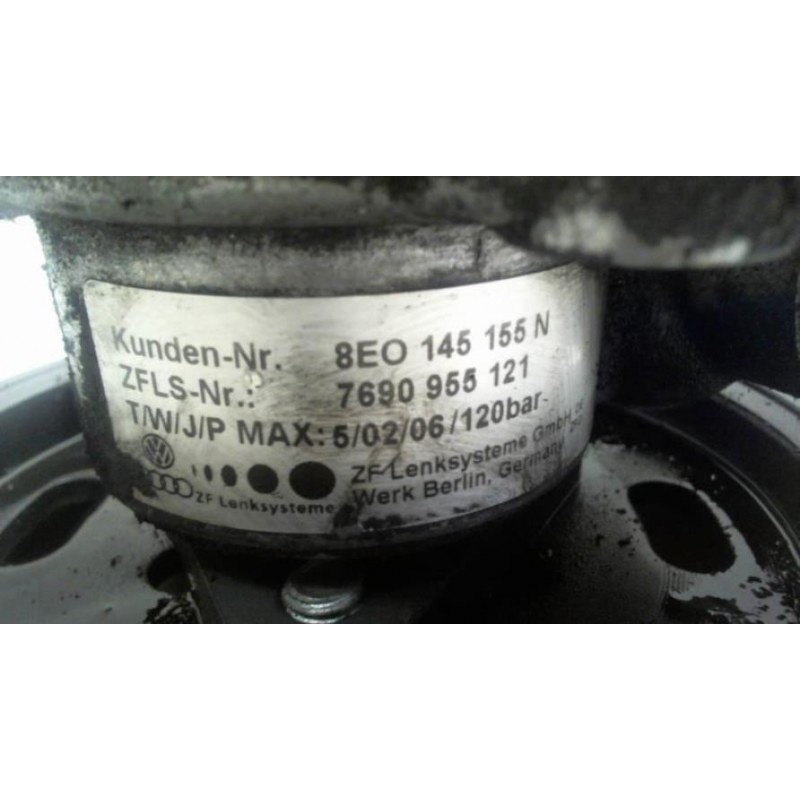 Kunden-Nr. 8EO 145 155 N
ZFLS-Nr.: 7690 955 121
T/W/J/P MAX: 5/02/06/120bar
ZF Lenksysteme GmbH
Werk Berlin, Germany
ZF Lenksysteme